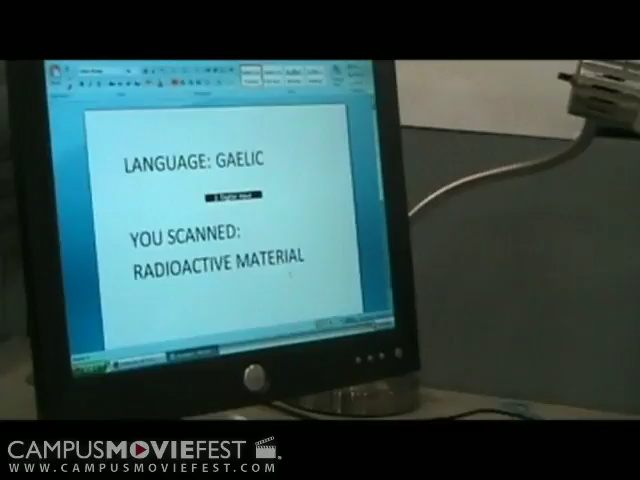 LANGUAGE: GAELIC
YOU SCANNED:
RADIOACTIVE MATERIAL
CAMPUSMOVIEFEST
WWW.CAMPUSMOVIEFEST.COM